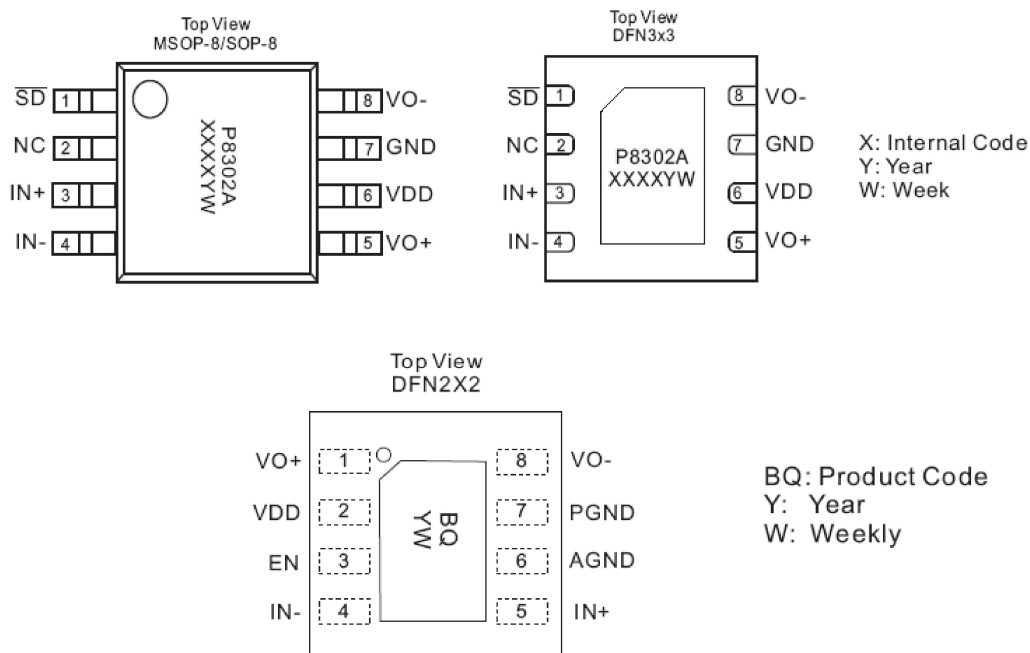 Top View
MSOP-8/SOP-8
SD 1 8 VO-
NC 2 7 GND
IN+ 3 6 VDD
IN- 4 5 VO+
P8302A
XXXXYW
Top View
DFN3x3
SD 1 8 VO-
NC 2 7 GND
IN+ 3 6 VDD
IN- 4 5 VO+
P8302A
XXXXYW
X: Internal Code
Y: Year
W: Week
Top View
DFN2X2
VO+ 1 8 VO-
VDD 2 7 PGND
EN 3 6 AGND
IN- 4 5 IN+
BQ
YW
BQ: Product Code
Y: Year
W: Weekly